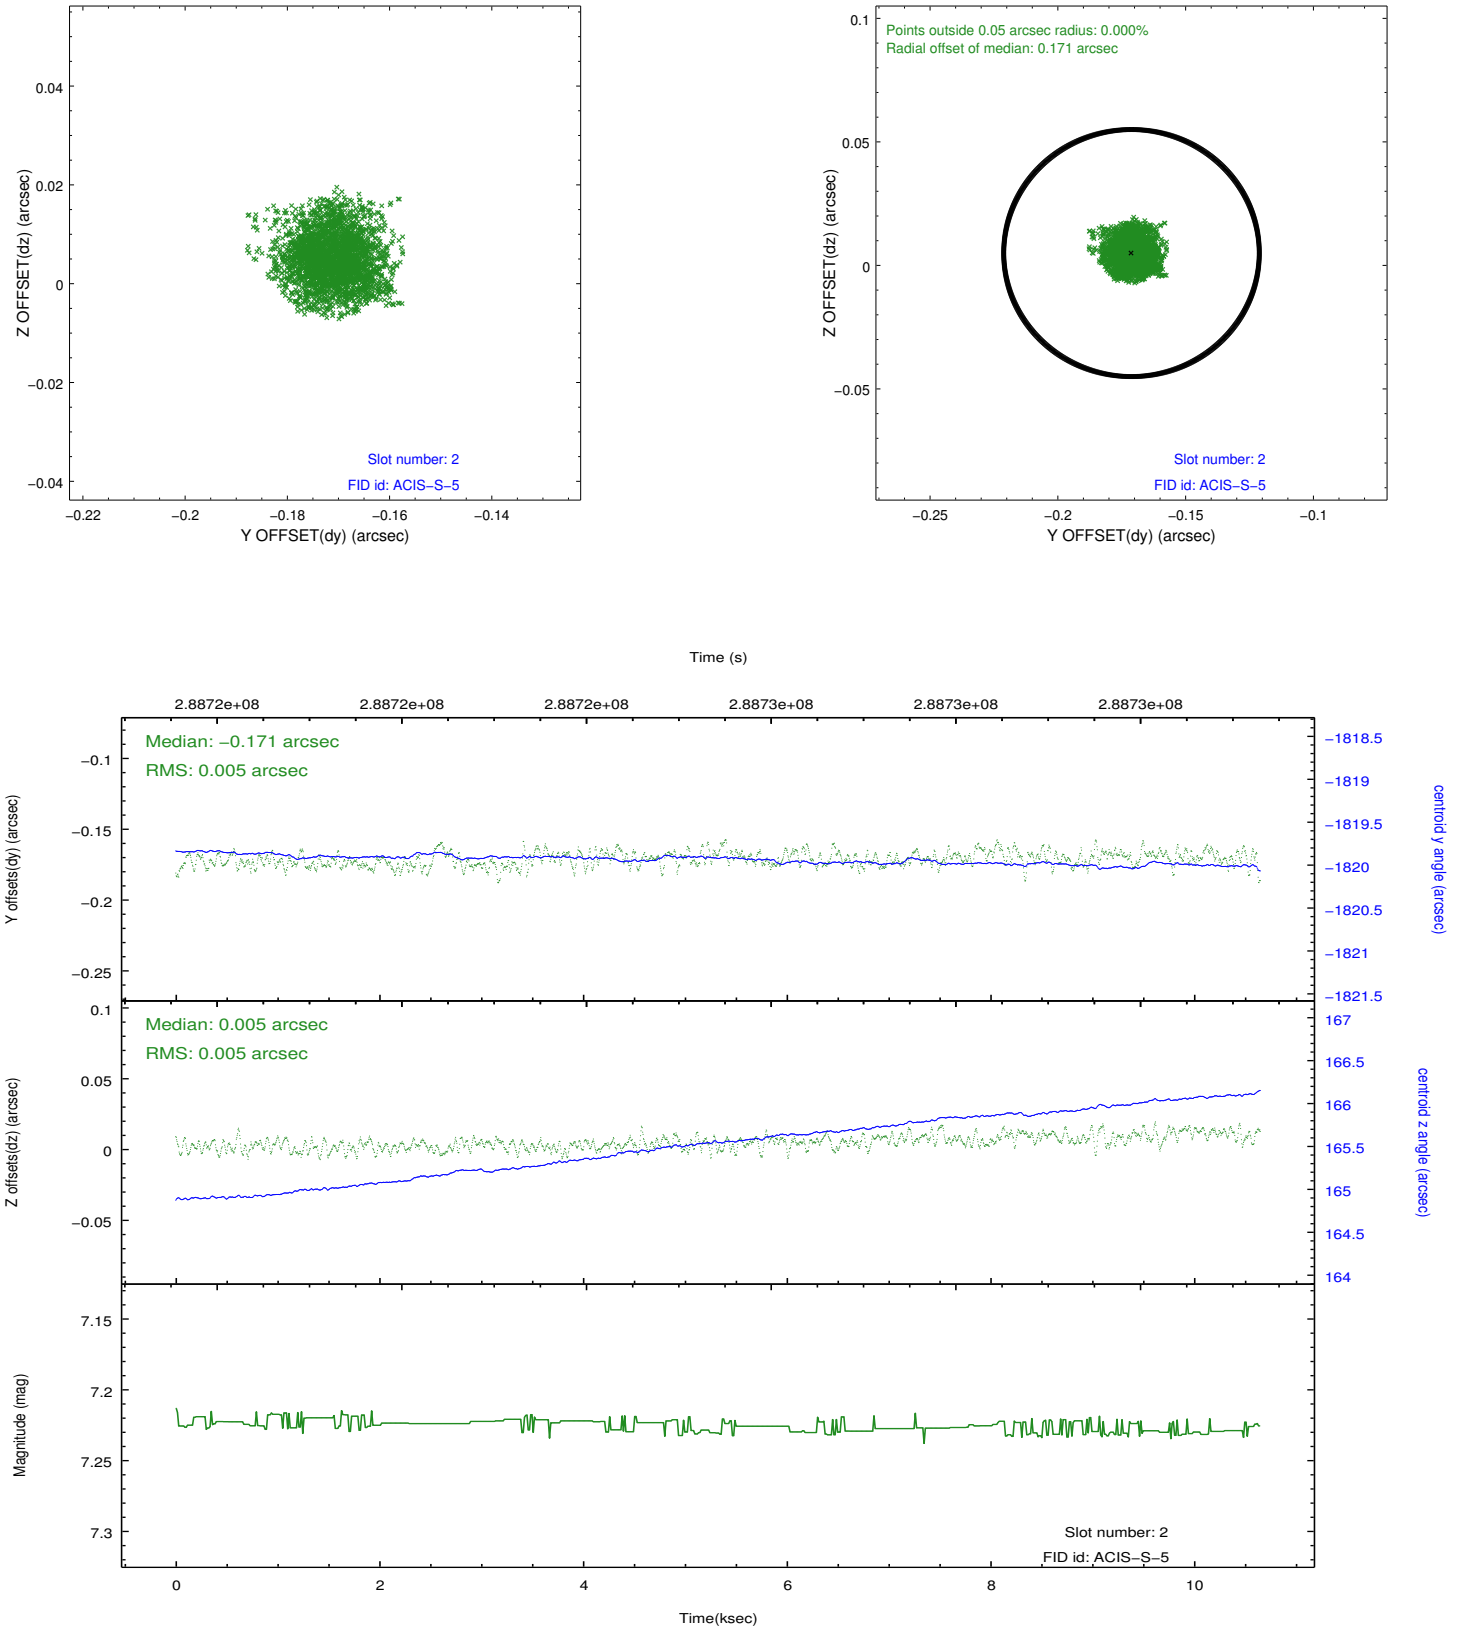 0.04
0.02
0
−0.02
−0.04
Z OFFSET(dz) (arcsec)
Slot number: 2
FID id: ACIS−S−5
−0.22
−0.2
−0.18
−0.16
−0.14
Y OFFSET(dy) (arcsec)
0.1
0.05
0
−0.05
Z OFFSET(dz) (arcsec)
Points outside 0.05 arcsec radius: 0.000%
Radial offset of median: 0.171 arcsec
Slot number: 2
FID id: ACIS−S−5
−0.25
−0.2
−0.15
−0.1
Y OFFSET(dy) (arcsec)
Time (s)
2.8872e+08
2.8872e+08
2.8872e+08
2.8873e+08
2.8873e+08
2.8873e+08
Median: −0.171 arcsec
RMS: 0.005 arcsec
−0.1
−0.15
−0.2
−0.25
Y offsets(dy) (arcsec)
−1818.5
−1819
−1819.5
−1820
−1820.5
−1821
−1821.5
centroid y angle (arcsec)
Median: 0.005 arcsec
RMS: 0.005 arcsec
0.1
0.05
0
−0.05
Z offsets(dz) (arcsec)
167
166.5
166
165.5
165
164.5
164
centroid z angle (arcsec)
7.15
7.2
7.25
7.3
Magnitude (mag)
Slot number: 2
FID id: ACIS−S−5
0
2
4
6
8
10
Time(ksec)